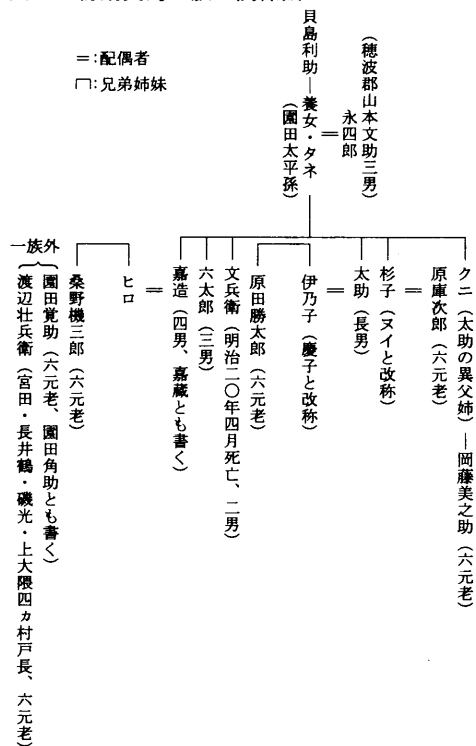 =:配偶者
:兄弟姉妹
(穂波郡山本文助三男)
永四郎
=
貝島利助―養女・タネ
(園田太平孫)
クニ(太助の異父姉)―岡藤美之助(六元老)
=
原庫次郎(六元老)
杉子(ヌイと改称)
=
太助(長男)
伊乃子(慶子と改称)
=
原田勝太郎(六元老)
文兵衛(明治二〇年四月死亡、二男)
六太郎(三男)
嘉造(四男、嘉蔵とも書く)
=
ヒロ
桑野機三郎(六元老)
一族外
園田覚助(六元老、園田角助とも書く)
渡辺壮兵衛(宮田・長井鶴・磯光・上大隈四カ村戸長、六元老)